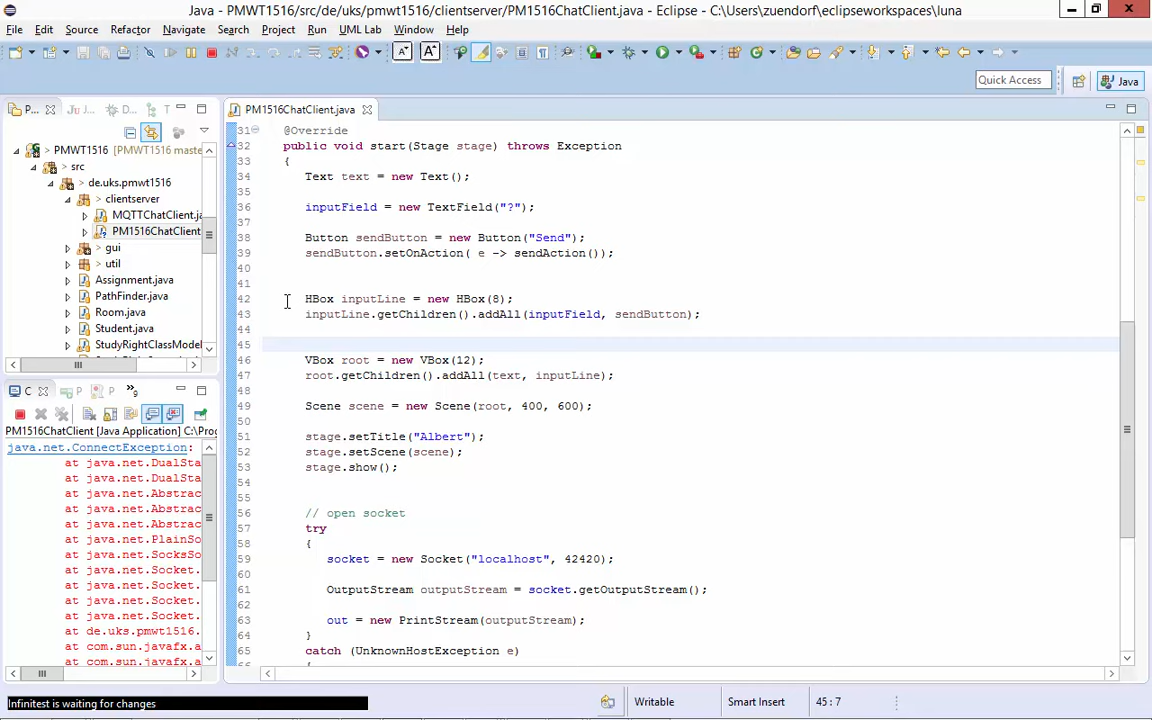 Java - PMWT1516/src/de/uks/pmwt1516/clientserver/PM1516ChatClient.java - Eclipse - C:\Users\zuendorf\eclipseworkspaces\luna
File Edit Source Refactor Navigate Search Project Run UML Lab Window Help
Quick Access
Java
P...
J...
D...
T
PM1516ChatClient.java
PMWT1516 [PMWT1516 maste
src
de.uks.pmwt1516
clientserver
MQTTChatClient.ja
PM1516ChatClient
gui
util
Assignment.java
PathFinder.java
Room.java
Student.java
StudyRightClassModel
31 @Override
32 public void start(Stage stage) throws Exception
33 {
34 Text text = new Text();
35
36 inputField = new TextField("?");
37
38 Button sendButton = new Button("Send");
39 sendButton.setOnAction( e -> sendAction());
40
41
42 HBox inputLine = new HBox(8);
43 inputLine.getChildren().addAll(inputField, sendButton);
44
45
46 VBox root = new VBox(12);
47 root.getChildren().addAll(text, inputLine);
48
49 Scene scene = new Scene(root, 400, 600);
50
51 stage.setTitle("Albert");
52 stage.setScene(scene);
53 stage.show();
54
55
56 // open socket
57 try
58 {
59 socket = new Socket("localhost", 42420);
60
61 OutputStream outputStream = socket.getOutputStream();
62
63 out = new PrintStream(outputStream);
64 }
65 catch (UnknownHostException e)
C
P
P
9
PM1516ChatClient [Java Application] C:\Prog
java.net.ConnectException:
at java.net.DualSta
at java.net.DualSta
at java.net.Abstrac
at java.net.Abstrac
at java.net.Abstrac
at java.net.PlainSo
at java.net.SocksSo
at java.net.Socket.
at java.net.Socket.
at java.net.Socket.
at java.net.Socket.
at de.uks.pmwt1516.
at com.sun.javafx.a
at com.sun.javafx.a
Infinitest is waiting for changes
Writable
Smart Insert
45 : 7